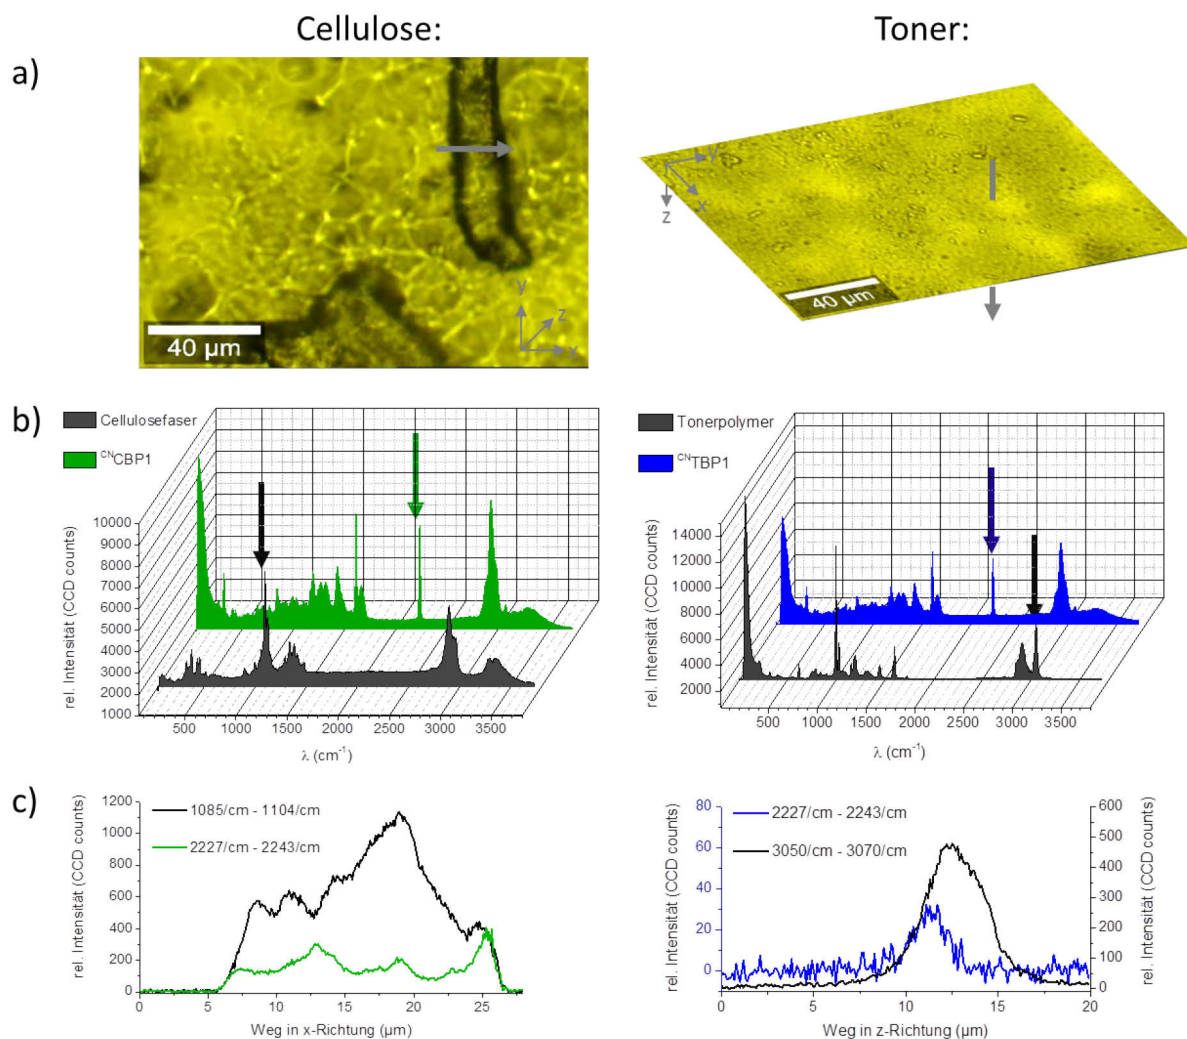 Cellulose:
Toner:
a)
40 µm
y
z
x
y
x
z
40 µm
b)
Cellulosefaser
CNCBP1
rel. Intensität (CCD counts)
10000
9000
8000
7000
6000
5000
4000
3000
2000
1000
500 1000 1500 2000 2500 3000 3500
λ (cm-1)
Tonerpolymer
CNTBP1
rel. Intensität (CCD counts)
14000
12000
10000
8000
6000
4000
2000
500 1000 1500 2000 2500 3000 3500
λ (cm-1)
c)
rel. Intensität (CCD counts)
1200
1000
800
600
400
200
0
1085/cm - 1104/cm
2227/cm - 2243/cm
0 5 10 15 20 25
Weg in x-Richtung (µm)
rel. Intensität (CCD counts)
80
60
40
20
0
2227/cm - 2243/cm
3050/cm - 3070/cm
600
500
400
300
200
100
0
rel. Intensität (CCD counts)
0 5 10 15 20
Weg in z-Richtung (µm)